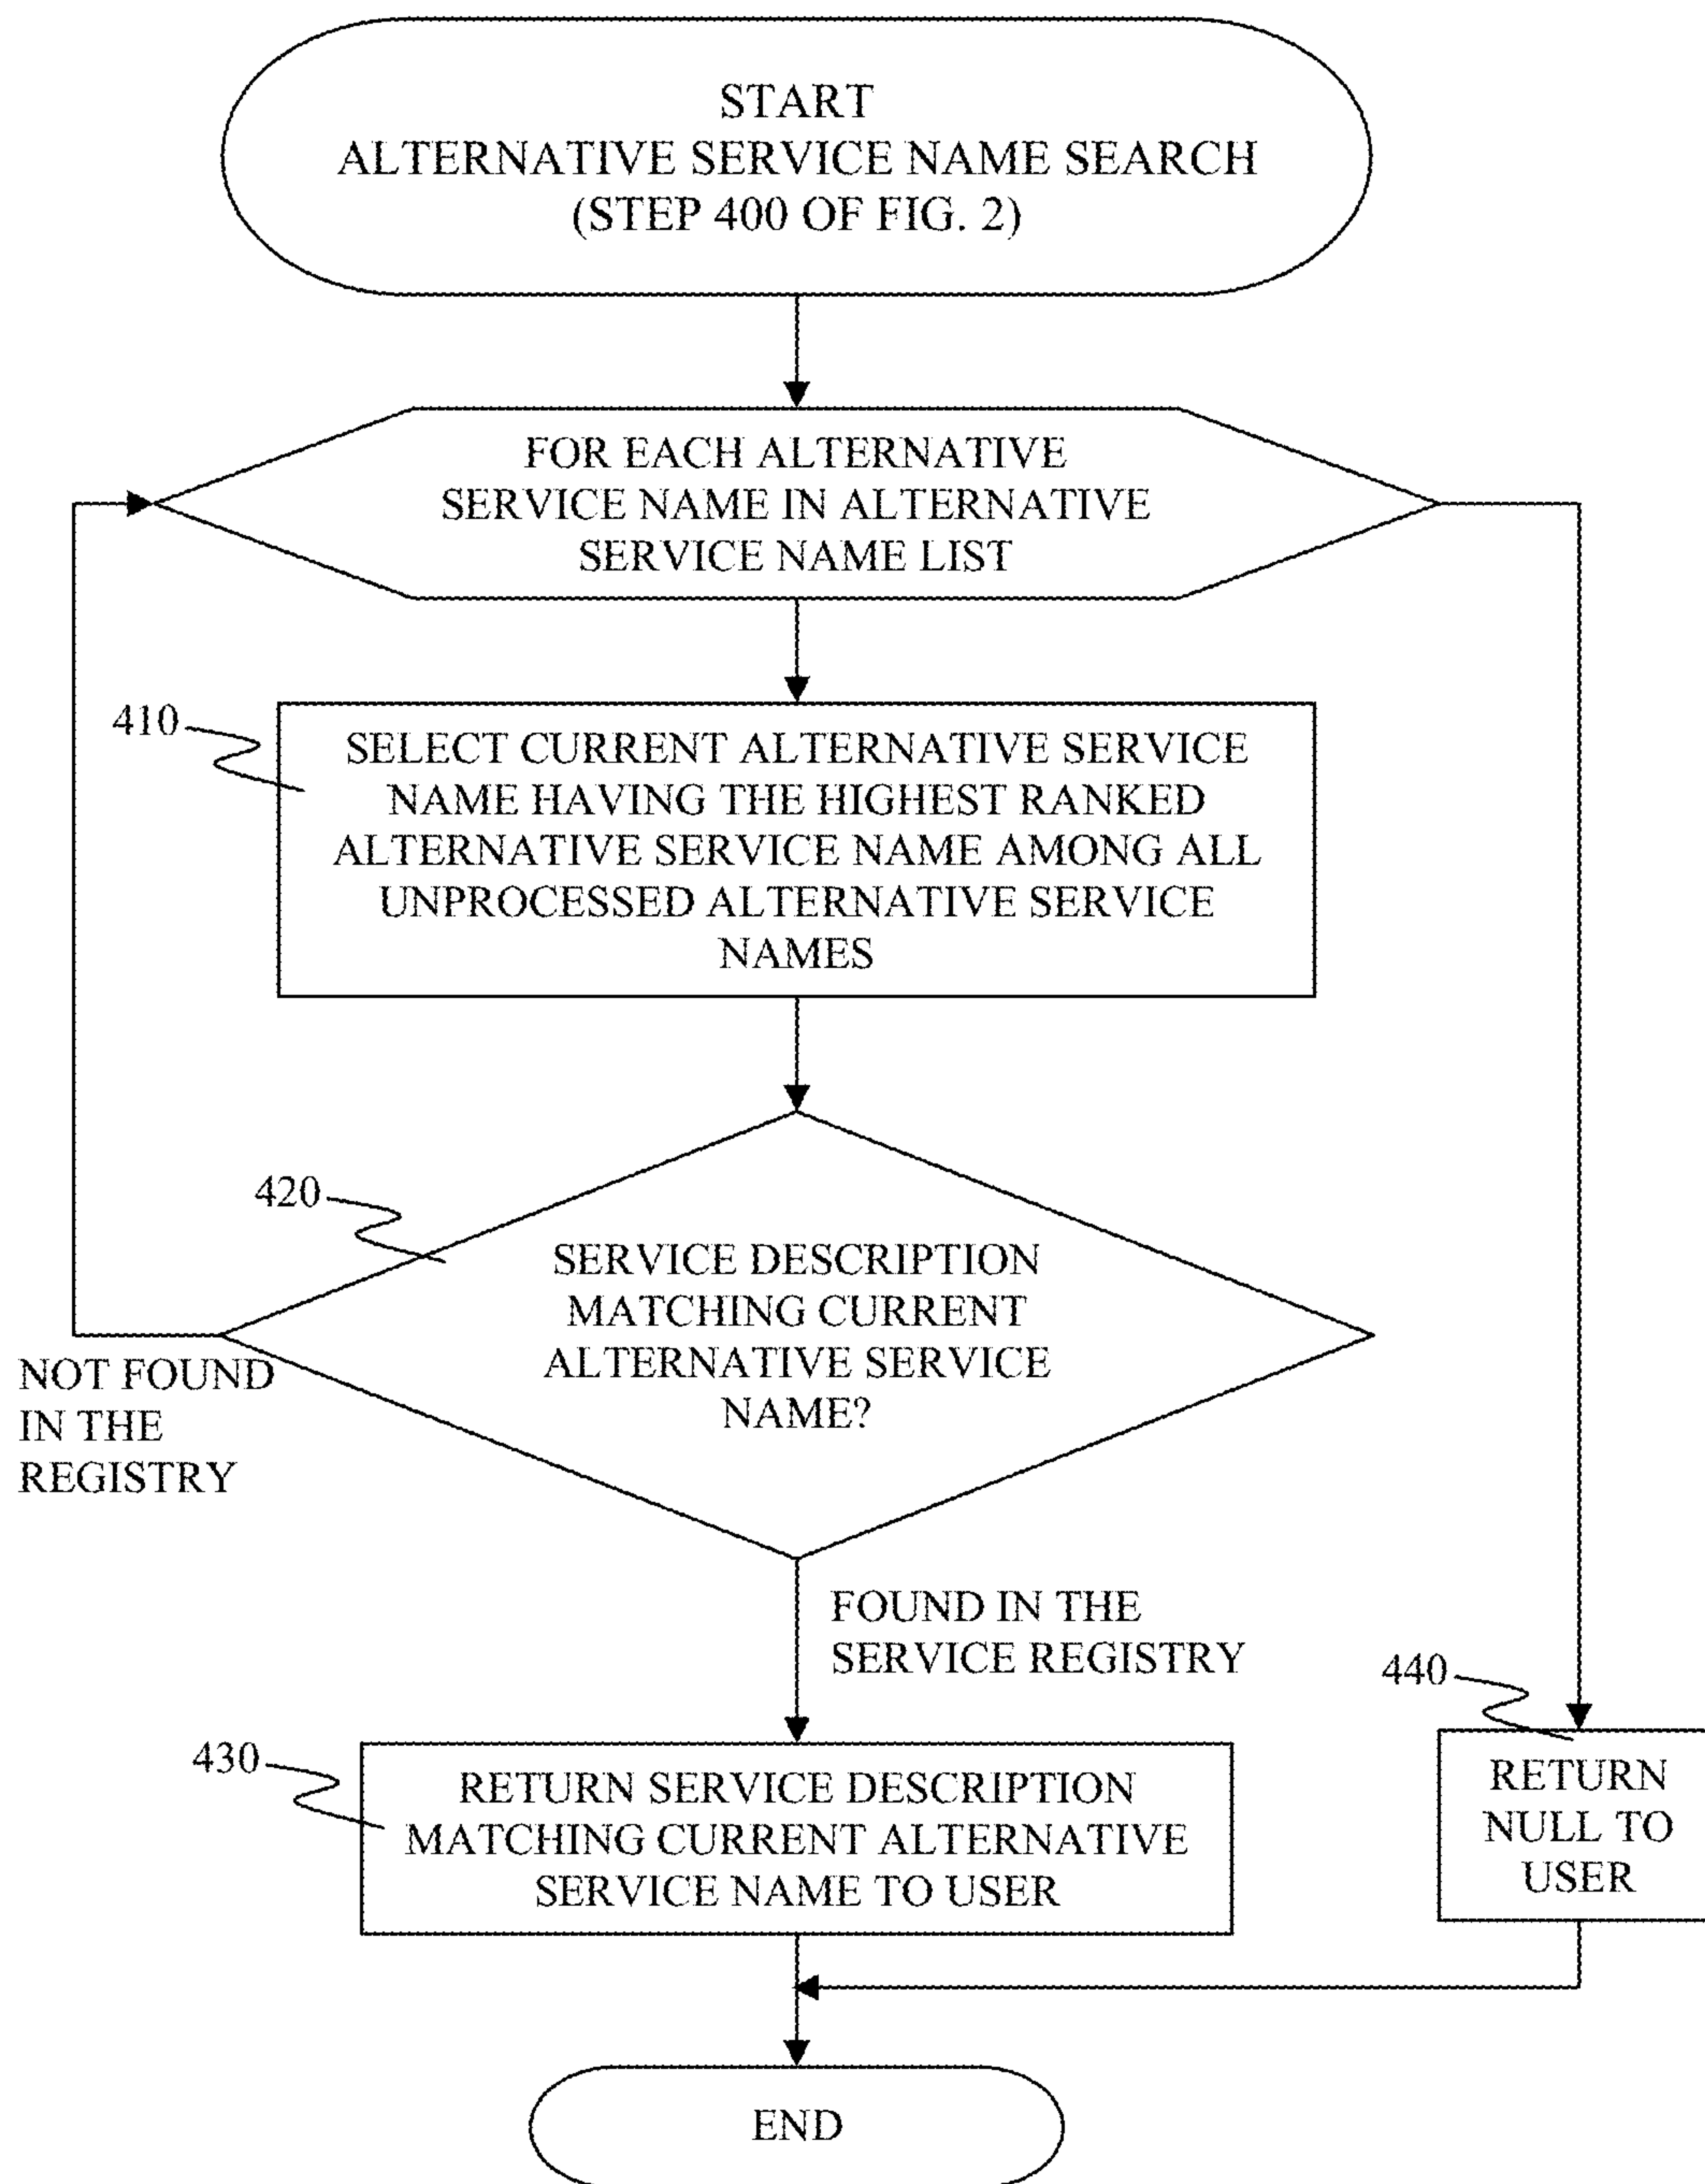 START
ALTERNATIVE SERVICE NAME SEARCH
(STEP 400 OF FIG. 2)
FOR EACH ALTERNATIVE
SERVICE NAME IN ALTERNATIVE
SERVICE NAME LIST
410
SELECT CURRENT ALTERNATIVE SERVICE
NAME HAVING THE HIGHEST RANKED
ALTERNATIVE SERVICE NAME AMONG ALL
UNPROCESSED ALTERNATIVE SERVICE
NAMES
420
SERVICE DESCRIPTION
MATCHING CURRENT
ALTERNATIVE SERVICE
NAME?
NOT FOUND
IN THE
REGISTRY
FOUND IN THE
SERVICE REGISTRY
430
RETURN SERVICE DESCRIPTION
MATCHING CURRENT ALTERNATIVE
SERVICE NAME TO USER
440
RETURN
NULL TO
USER
END